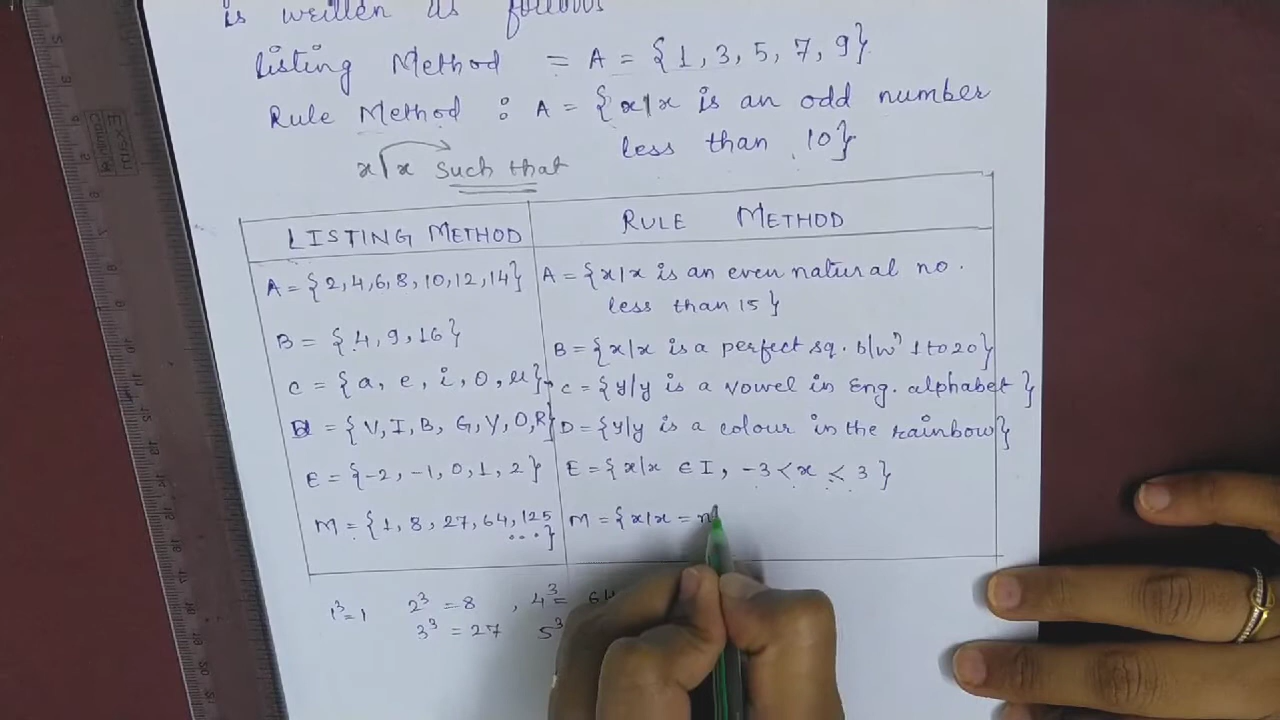 is written as follows
Listing Method = A = {1, 3, 5, 7, 9}
Rule Method : A = {x/x is an odd number
less than 10}
x/x such that
LISTING METHOD RULE METHOD
A = {2, 4, 6, 8, 10, 12, 14} A = {x/x is an even natural no.
less than 15}
B = {4, 9, 16} B = {x/x is a perfect sq. b/wn 1 to 20}
C = {a, e, i, o, u} C = {y/y is a vowel in Eng. alphabet}
D = {V, I, B, G, Y, O, R} D = {y/y is a colour in the rainbow}
E = {-2, -1, 0, 1, 2} E = {x/x ∈ I, -3 < x < 3}
M = {1, 8, 27, 64, 125 M = {x/x = n
...}
1³ = 1 2³ = 8 , 4³ = 64
3³ = 27 5³